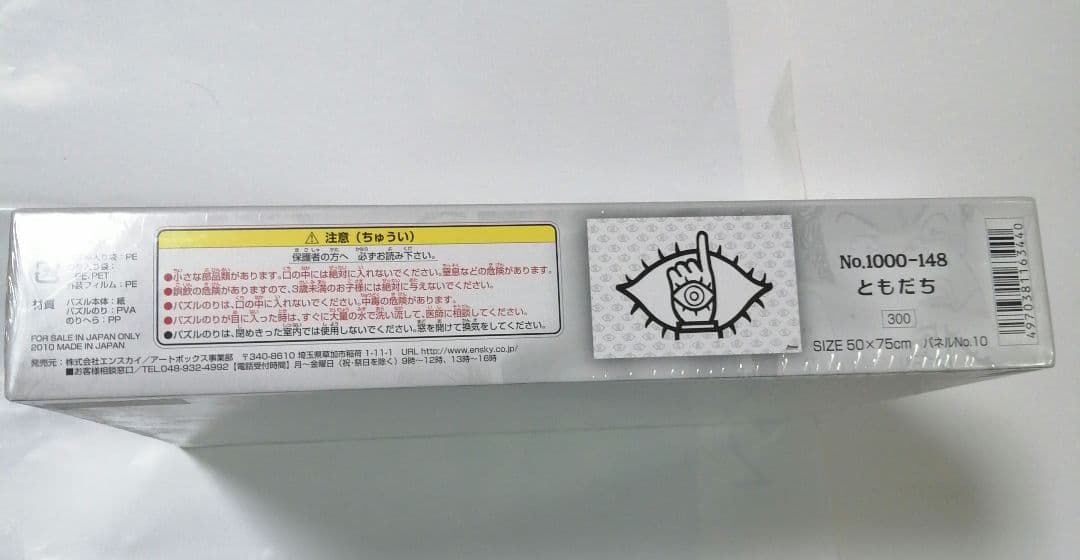 入り袋：PE
：PET
装フィルム：PE
材質 パズル本体：紙
パズルのり：PVA
のりへら：PP
FOR SALE IN JAPAN ONLY
2010 MADE IN JAPAN
発売元：株式会社エンスカイ／アートボックス事業部 〒340-8610 埼玉県草加市稲荷 1-11-1 URL http://www.ensky.co.jp/
■お客様相談窓口／TEL.048-932-4992【電話受付時間】月〜金曜日（祝・祭日を除く）9時〜12時、13時〜16時
⚠ 注意（ちゅうい）
保護者の方へ 必ずお読み下さい。
●小さな部品類があります。口の中には絶対に入れないでください。窒息などの危険があります。
●誤飲の危険がありますので、3歳未満のお子様には絶対に与えないでください。
●パズルのりは、口の中に入れないでください。中毒の危険があります。
●パズルのりが目に入った時は、すぐに大量の水で洗い流して、医師に相談してください。
●パズルのりは、閉めきった室内では使用しないでください。窓を開けて換気をしてください。
No.1000-148
ともだち
300
SIZE 50×75cm パネルNo.10
4970381163440